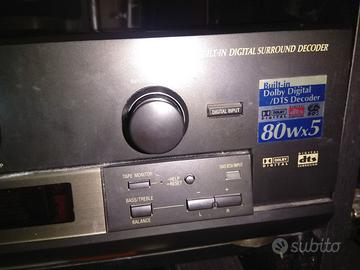 BUILT-IN DIGITAL SURROUND DECODER
DIGITAL INPUT
Built-in
Dolby Digital
/DTS Decoder
80W×5
DOLBY
DIGITAL
dts
SURROUND
TAPE MONITOR
HELP
RESET
BASS/TREBLE
BALANCE
−
+
L
R
subito